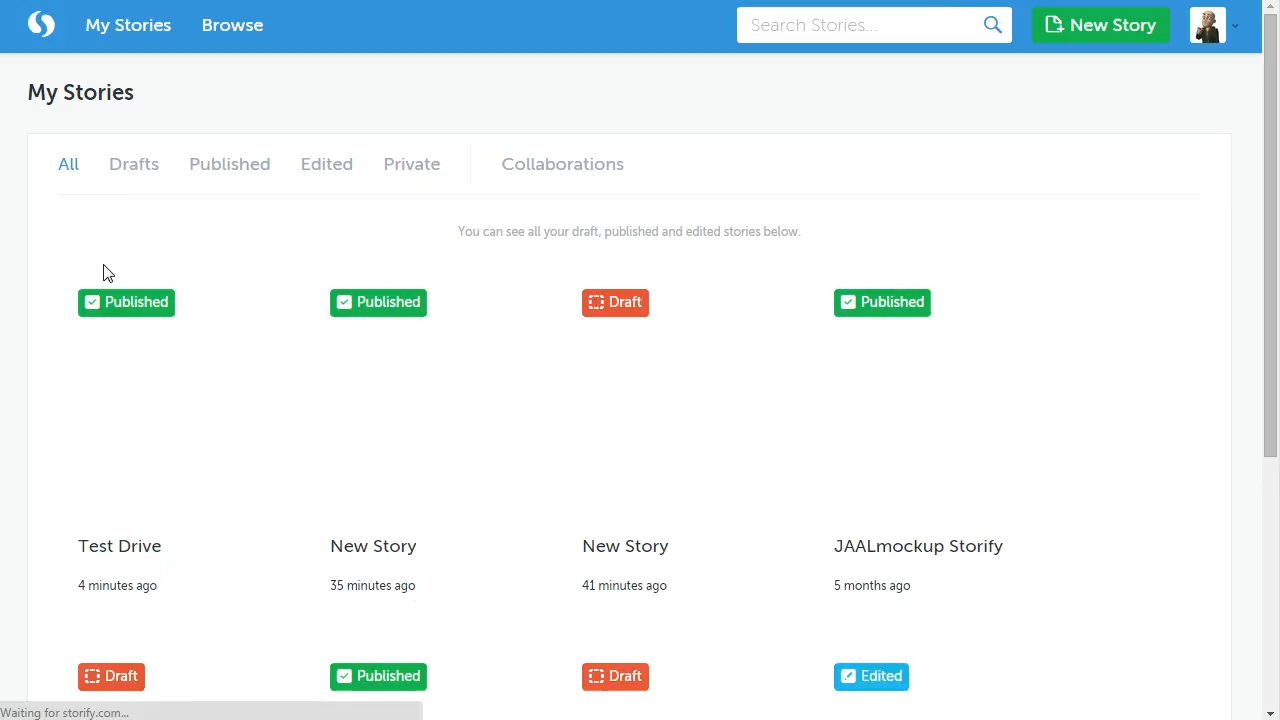 My Stories Browse Search Stories... New Story
My Stories
All Drafts Published Edited Private Collaborations
You can see all your draft, published and edited stories below.
Published Published Draft Published
Test Drive New Story New Story JAALmockup Storify
4 minutes ago 35 minutes ago 41 minutes ago 5 months ago
Draft Published Draft Edited
Waiting for storify.com...